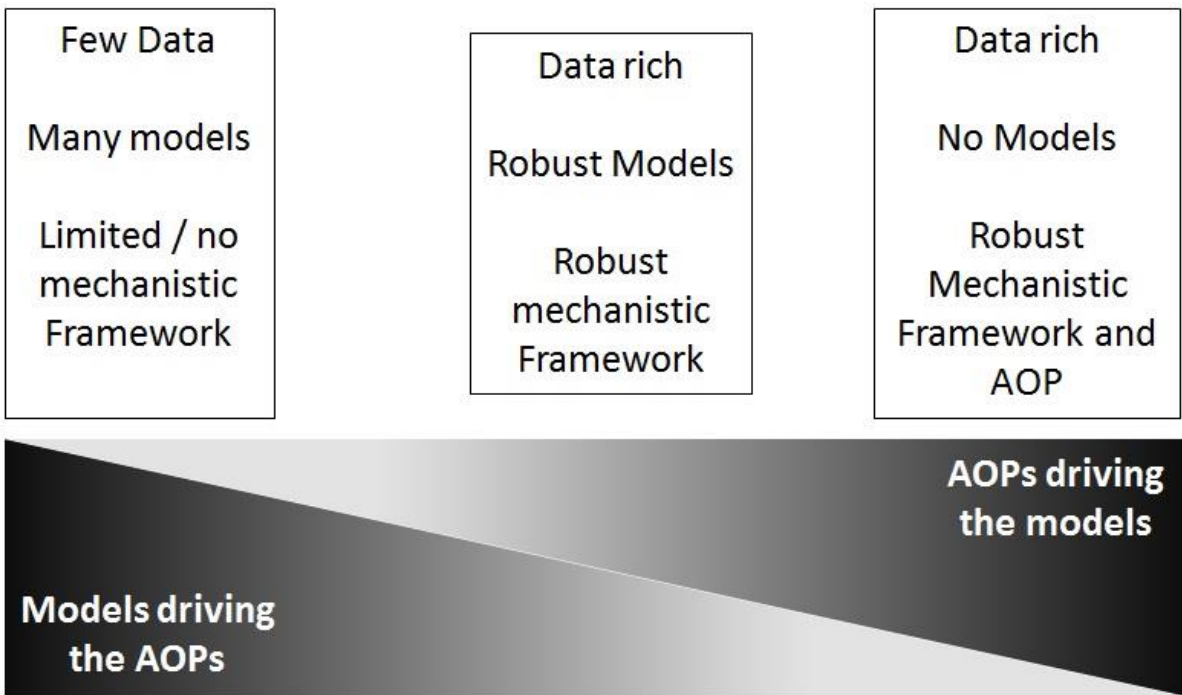 Few Data
Many models
Limited / no
mechanistic
Framework
Data rich
Robust Models
Robust
mechanistic
Framework
Data rich
No Models
Robust
Mechanistic
Framework and
AOP
AOPs driving
the models
Models driving
the AOPs